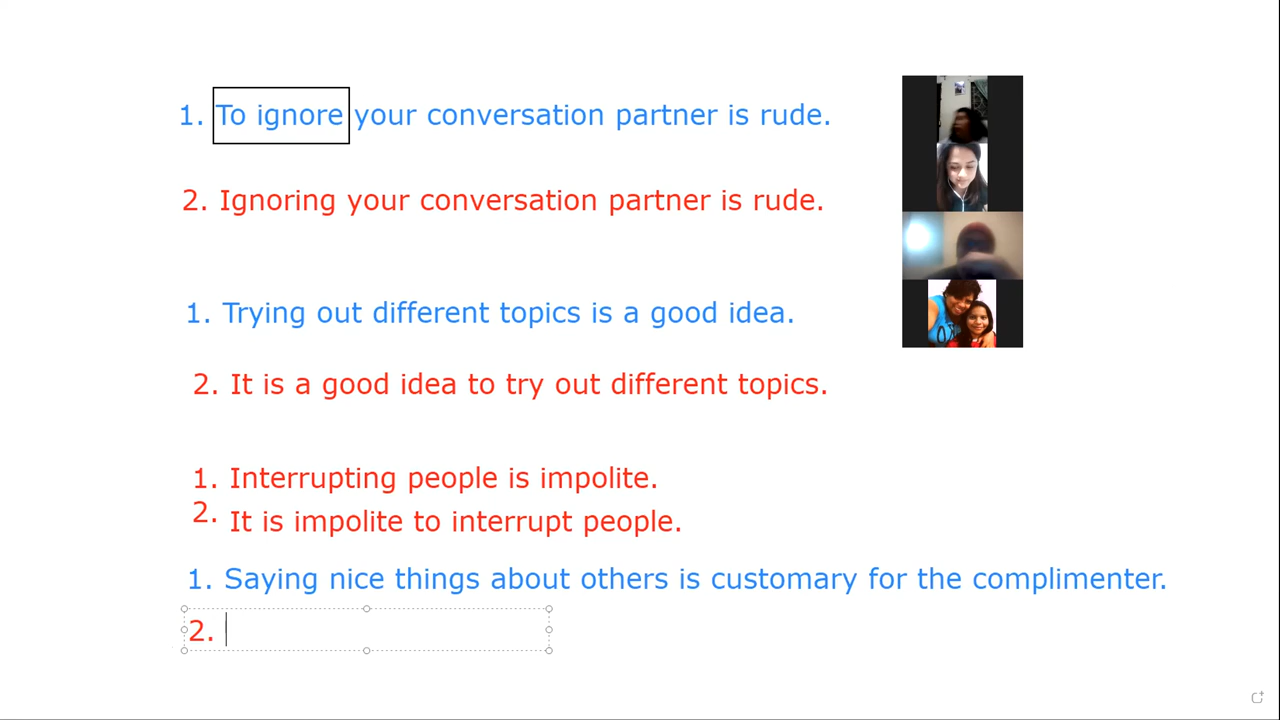 1. To ignore your conversation partner is rude.
2. Ignoring your conversation partner is rude.
1. Trying out different topics is a good idea.
2. It is a good idea to try out different topics.
1. Interrupting people is impolite.
2. It is impolite to interrupt people.
1. Saying nice things about others is customary for the complimenter.
2.